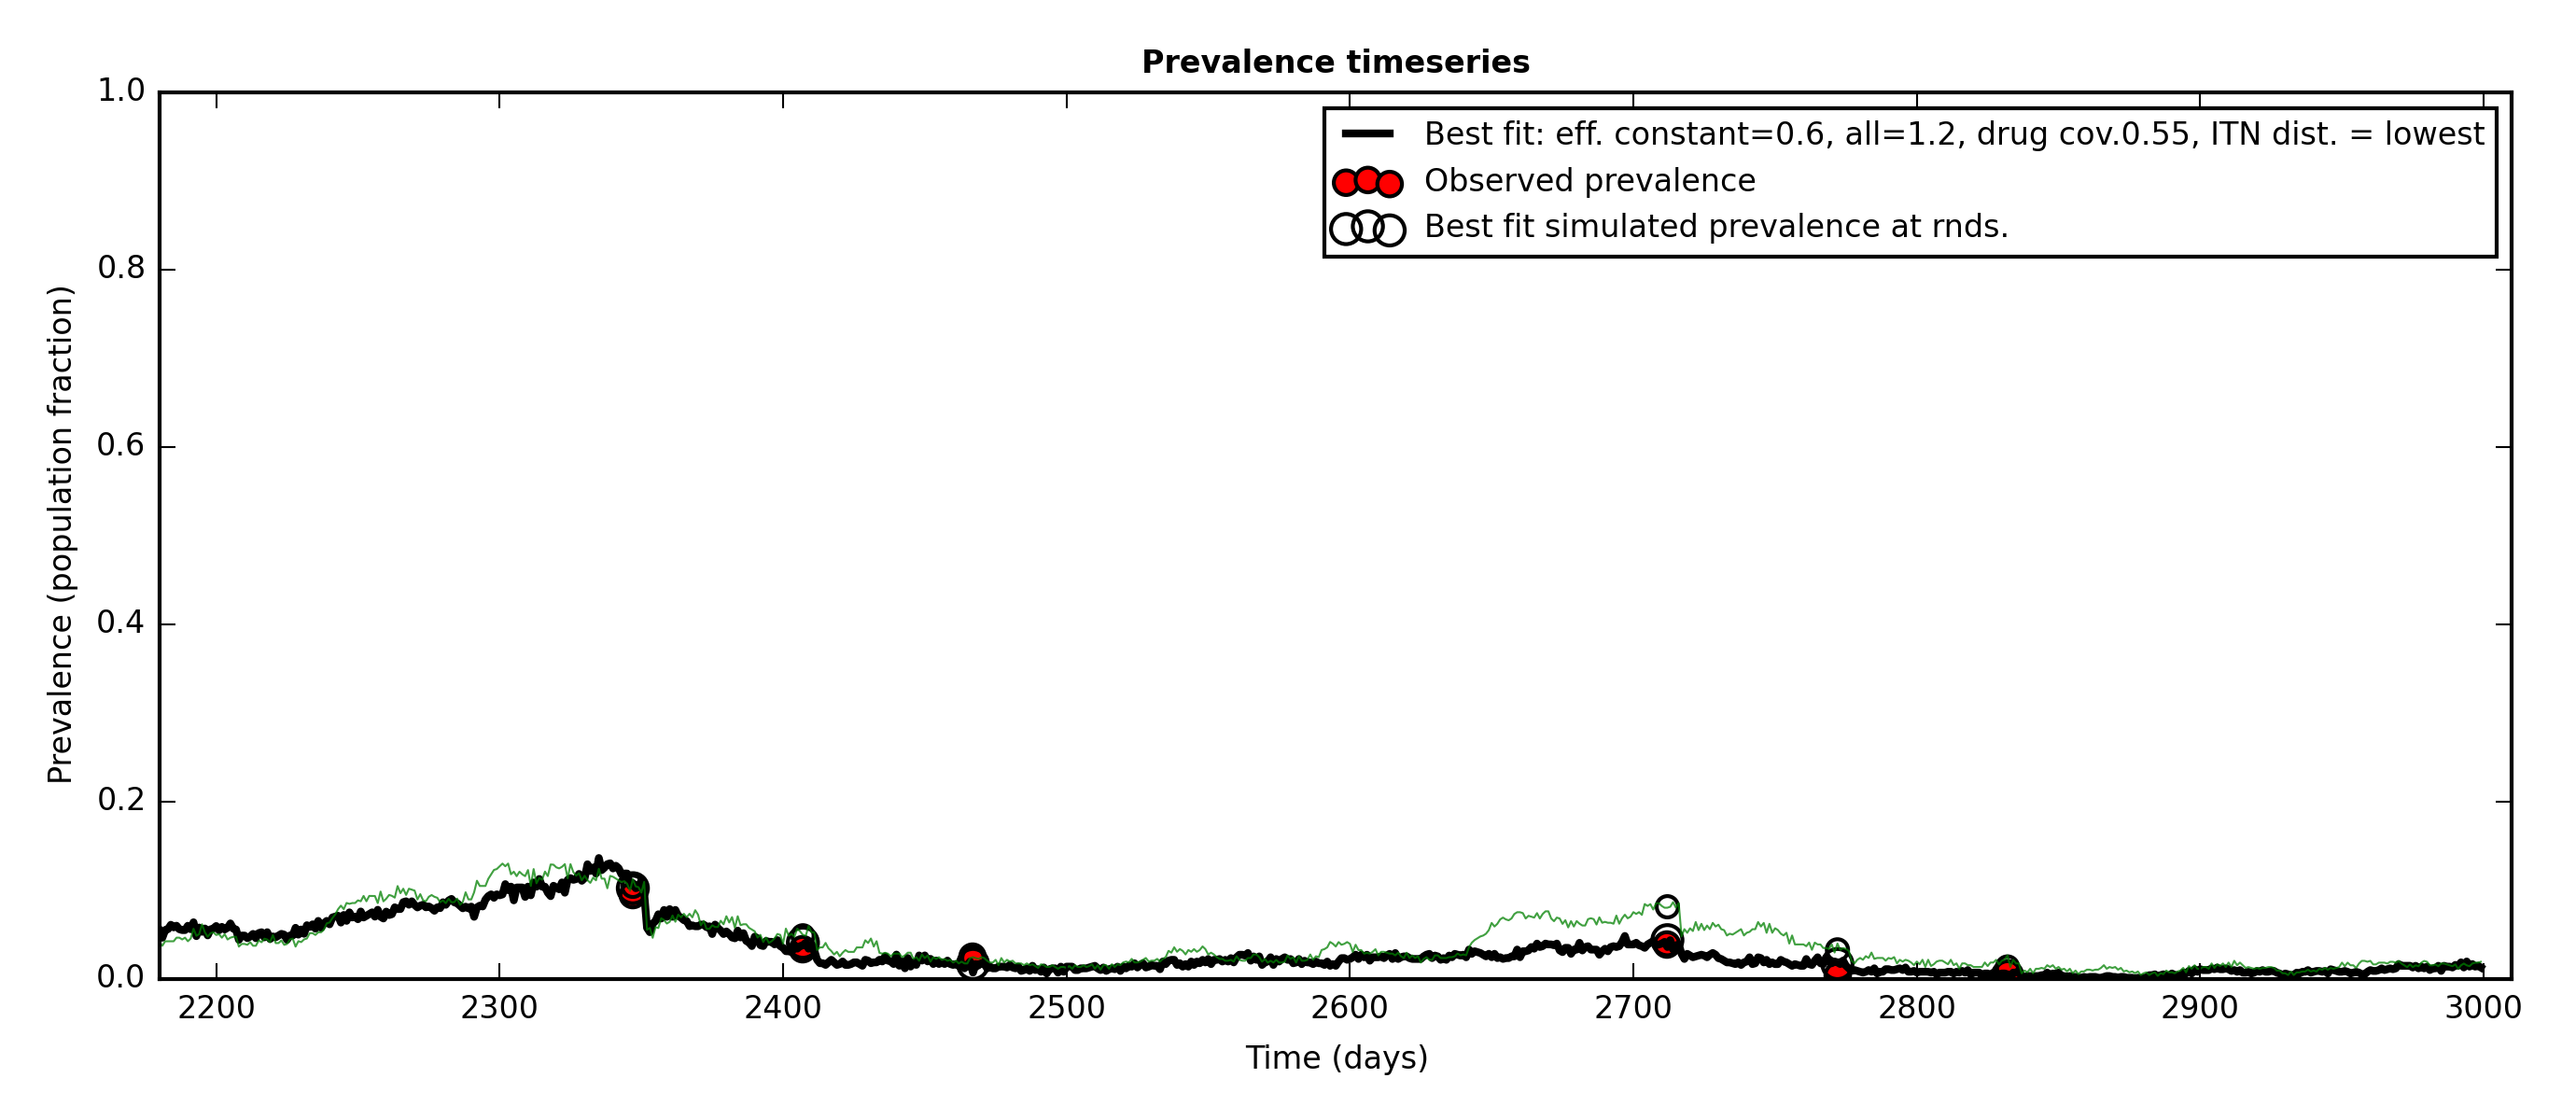 Prevalence timeseries
1.0
0.8
0.6
0.4
0.2
0.0
Prevalence (population fraction)
Best fit: eff. constant=0.6, all=1.2, drug cov.0.55, ITN dist. = lowest
Observed prevalence
Best fit simulated prevalence at rnds.
2200 2300 2400 2500 2600 2700 2800 2900 3000
Time (days)